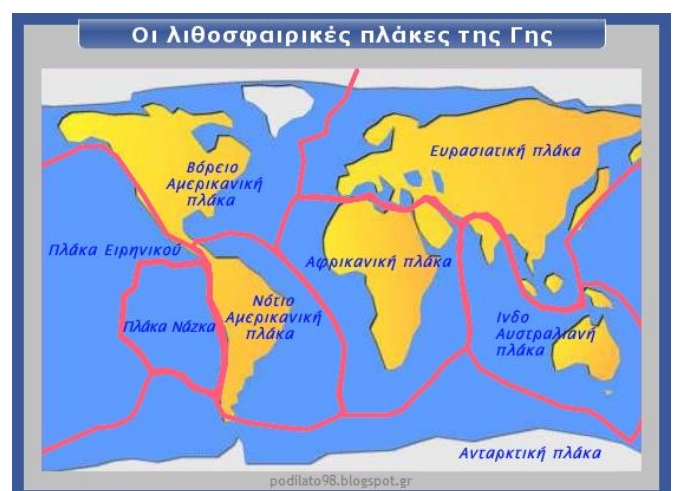 Οι λιθοσφαιρικές πλάκες της Γης
Βόρειο
Αμερικανική
πλάκα
Ευρασιατική πλάκα
Πλάκα Ειρηνικού
Αφρικανική πλάκα
Πλάκα Νάζκα
Νότιο
Αμερικανική
πλάκα
Ινδο
Αυστραλιανή
πλάκα
Ανταρκτική πλάκα
podilato98.blogspot.gr